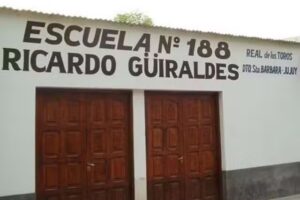 ESCUELA Nº 188
RICARDO GÜIRALDES
REAL de los TOROS
DTO. Sta. BARBARA - JUJUY